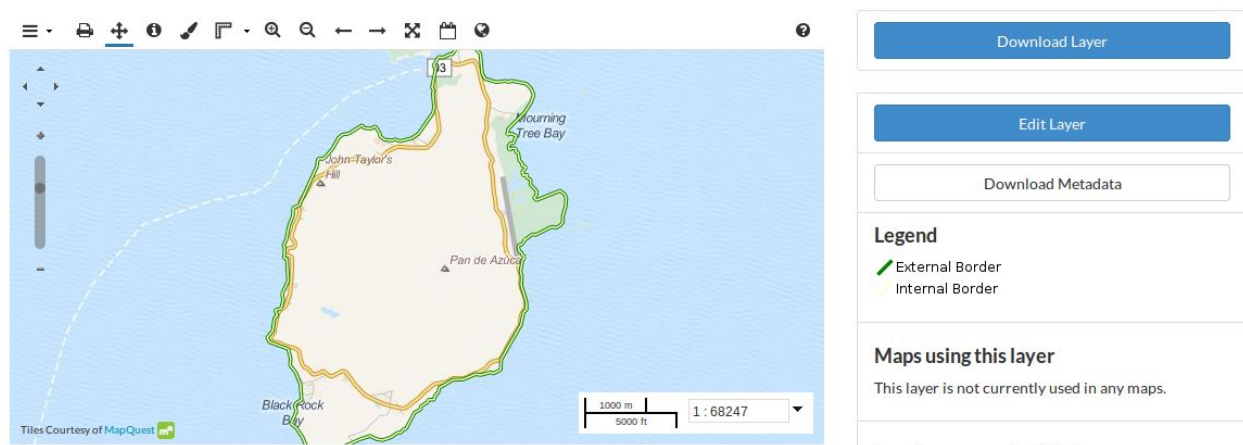 Download Layer
93
Mourning
Tree Bay
Edit Layer
John Taylor's
Hill
Download Metadata
Legend
Pan de Azuca
External Border
Internal Border
Maps using this layer
This layer is not currently used in any maps.
Black Rock
Bay
1000 m
5000 ft
1 : 68247
Tiles Courtesy of MapQuest mq